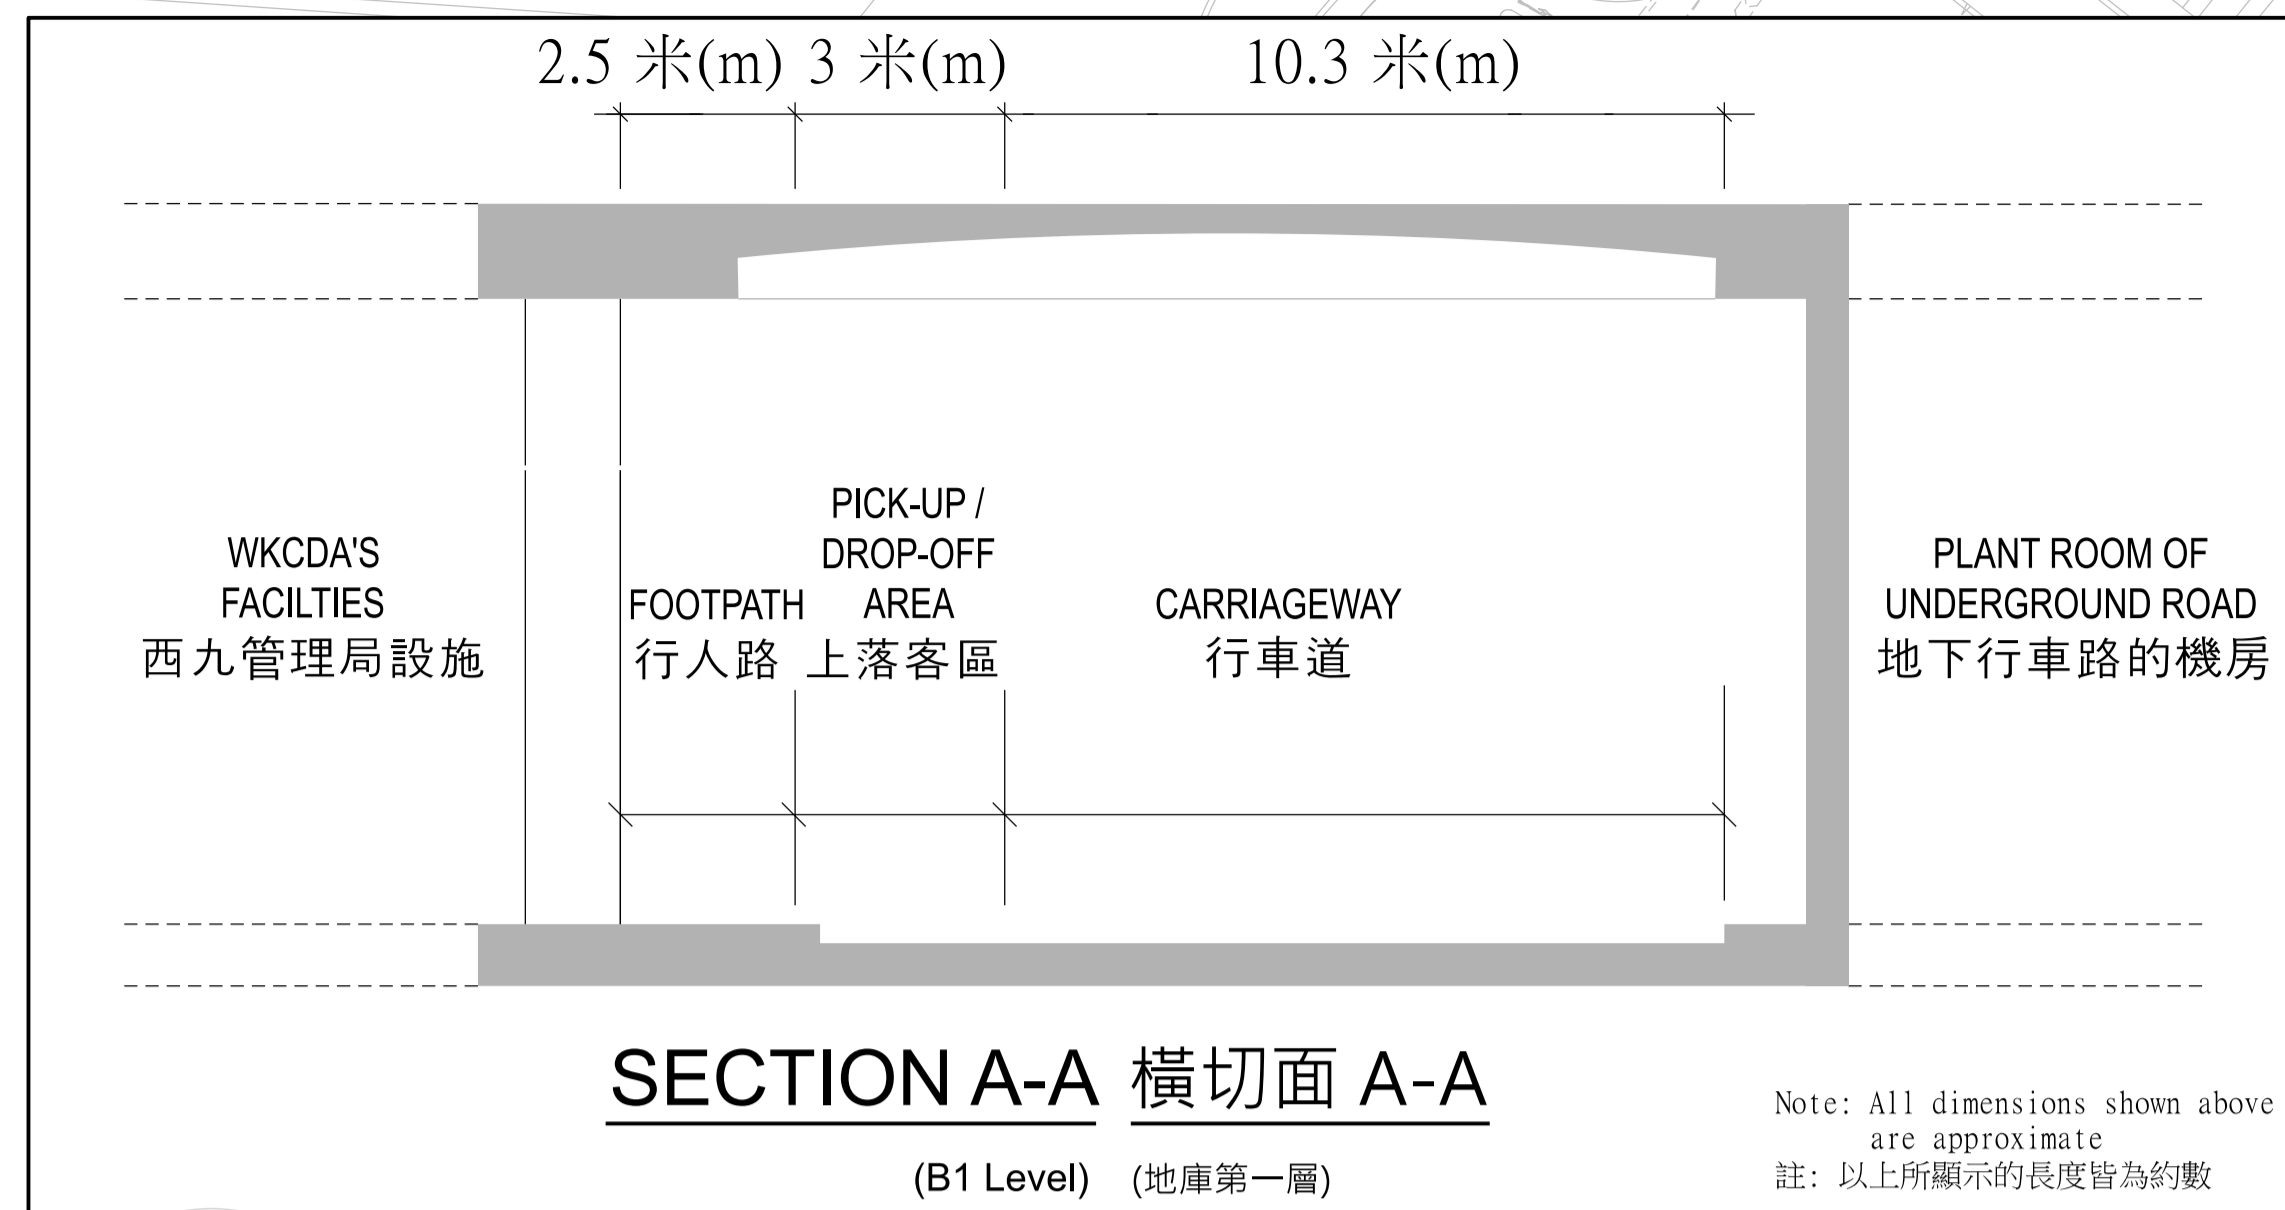 2.5 米(m) 3 米(m) 10.3 米(m)
WKCDA'S
FACILTIES
西九管理局設施
FOOTPATH
行人路
PICK-UP /
DROP-OFF
AREA
上落客區
CARRIAGEWAY
行車道
PLANT ROOM OF
UNDERGROUND ROAD
地下行車路的機房
SECTION A-A 橫切面 A-A
(B1 Level) (地庫第一層)
Note: All dimensions shown above
are approximate
註: 以上所顯示的長度皆為約數